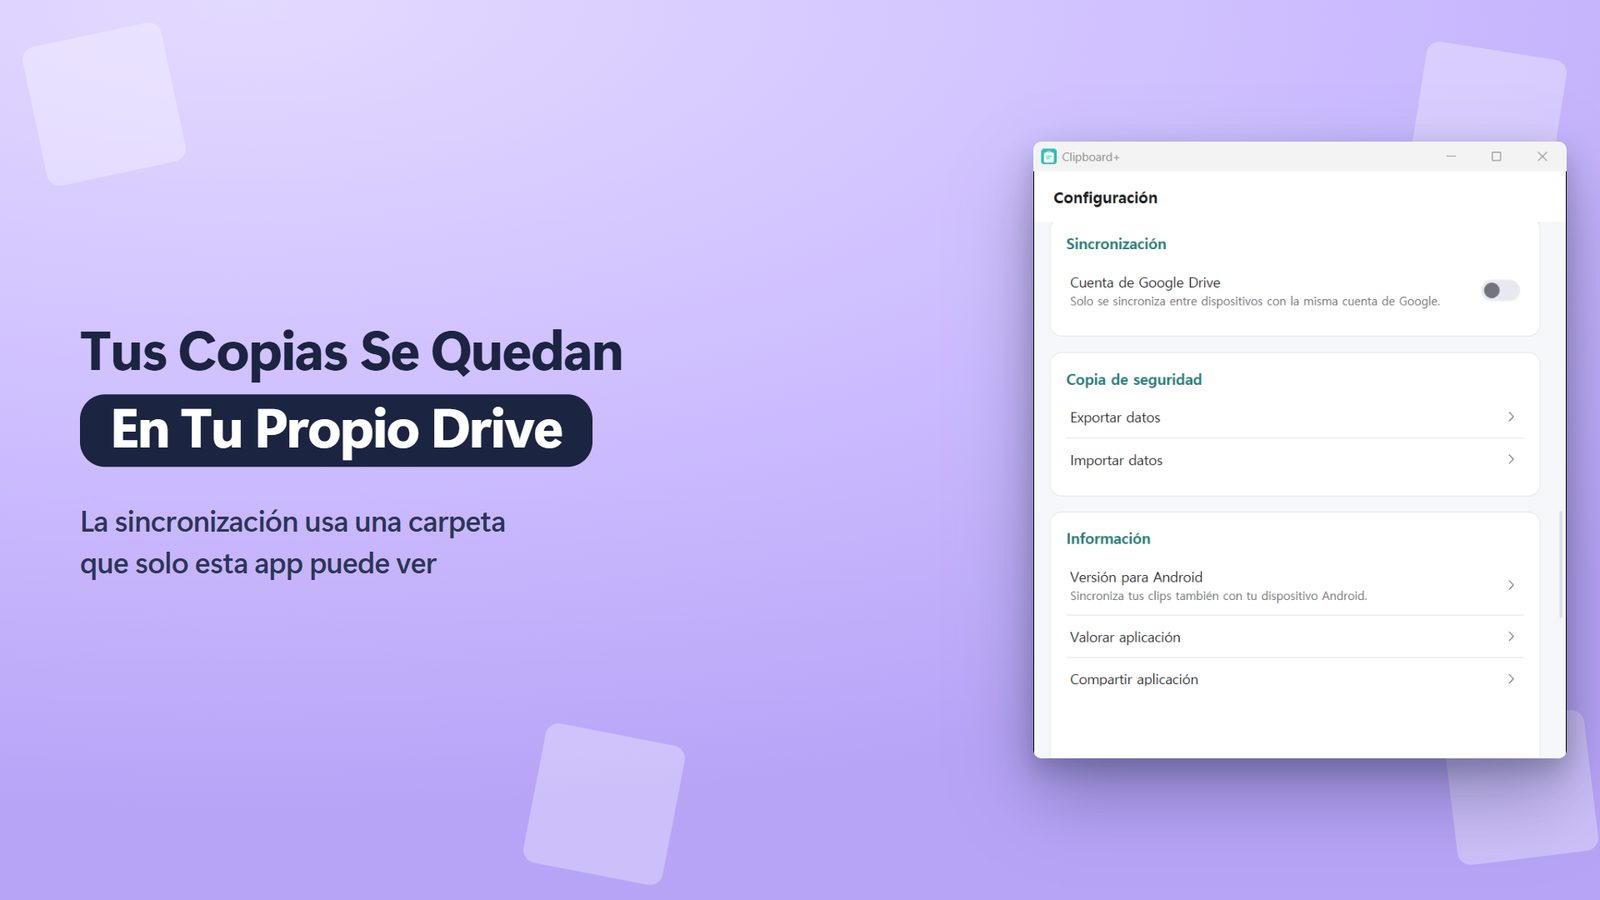 Tus Copias Se Quedan
En Tu Propio Drive
La sincronización usa una carpeta
que solo esta app puede ver
Clipboard+
Configuración
Sincronización
Cuenta de Google Drive
Solo se sincroniza entre dispositivos con la misma cuenta de Google.
Copia de seguridad
Exportar datos
Importar datos
Información
Versión para Android
Sincroniza tus clips también con tu dispositivo Android.
Valorar aplicación
Compartir aplicación